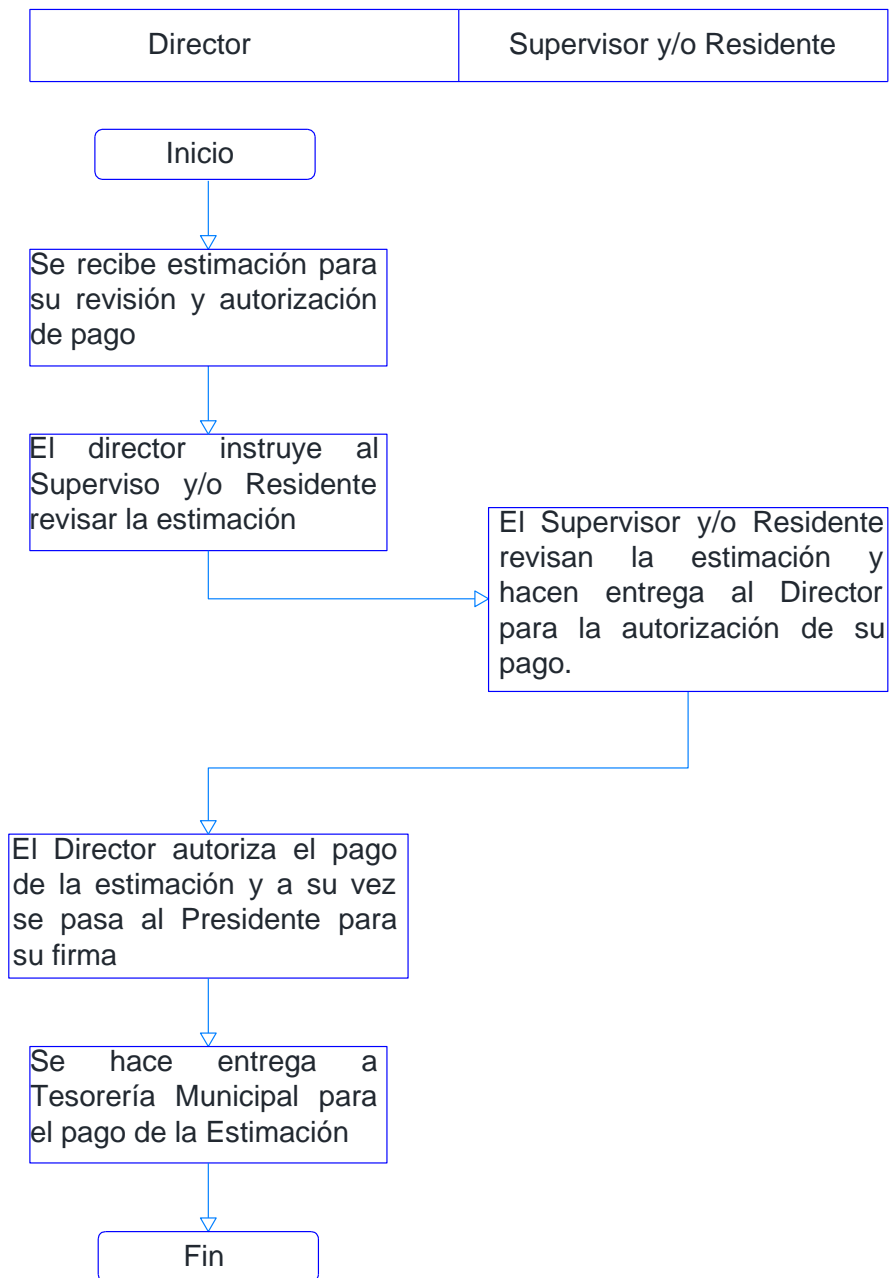 Director
Supervisor y/o Residente
Inicio
Se recibe estimación para
su revisión y autorización
de pago
El director instruye al
Superviso y/o Residente
revisar la estimación
El Supervisor y/o Residente
revisan la estimación y
hacen entrega al Director
para la autorización de su
pago.
El Director autoriza el pago
de la estimación y a su vez
se pasa al Presidente para
su firma
Se hace entrega a
Tesorería Municipal para
el pago de la Estimación
Fin